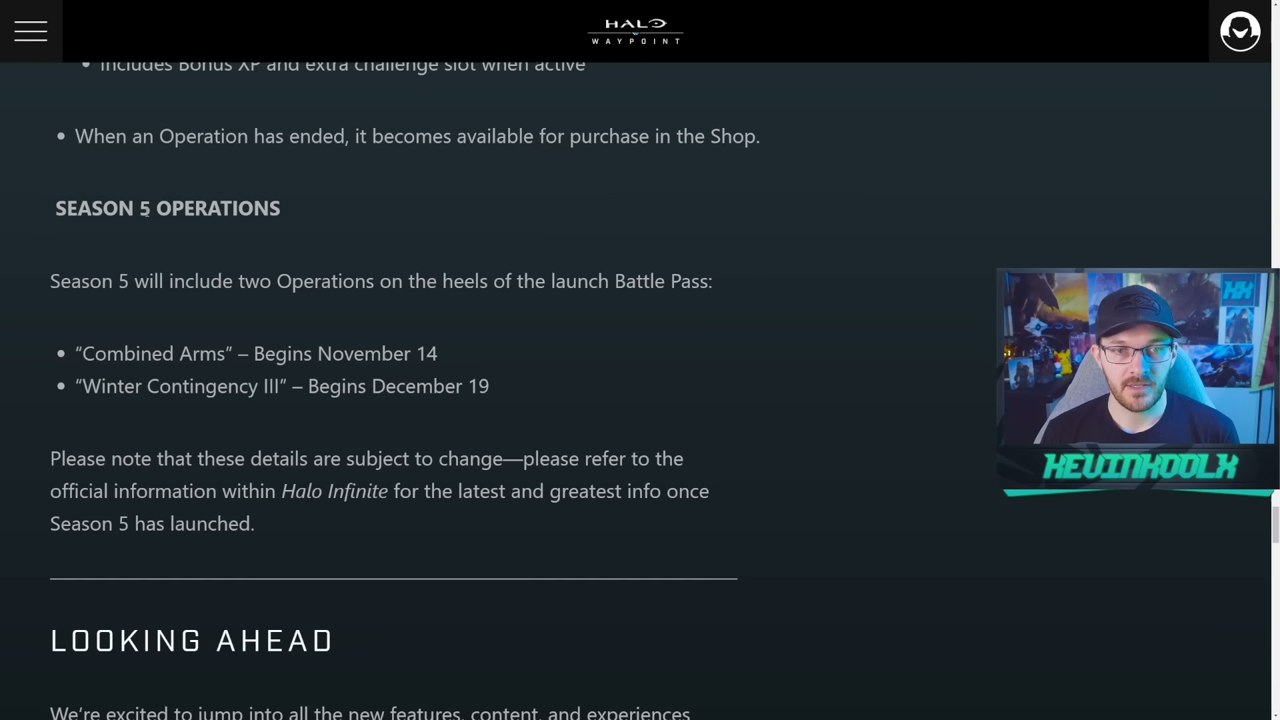 HALO
WAYPOINT
Includes Bonus XP and extra challenge slot when active
When an Operation has ended, it becomes available for purchase in the Shop.
SEASON 5 OPERATIONS
Season 5 will include two Operations on the heels of the launch Battle Pass:
“Combined Arms” – Begins November 14
“Winter Contingency III” – Begins December 19
Please note that these details are subject to change—please refer to the
official information within Halo Infinite for the latest and greatest info once
Season 5 has launched.
KEVINKOOLX
LOOKING AHEAD
We're excited to jump into all the new features, content, and experiences